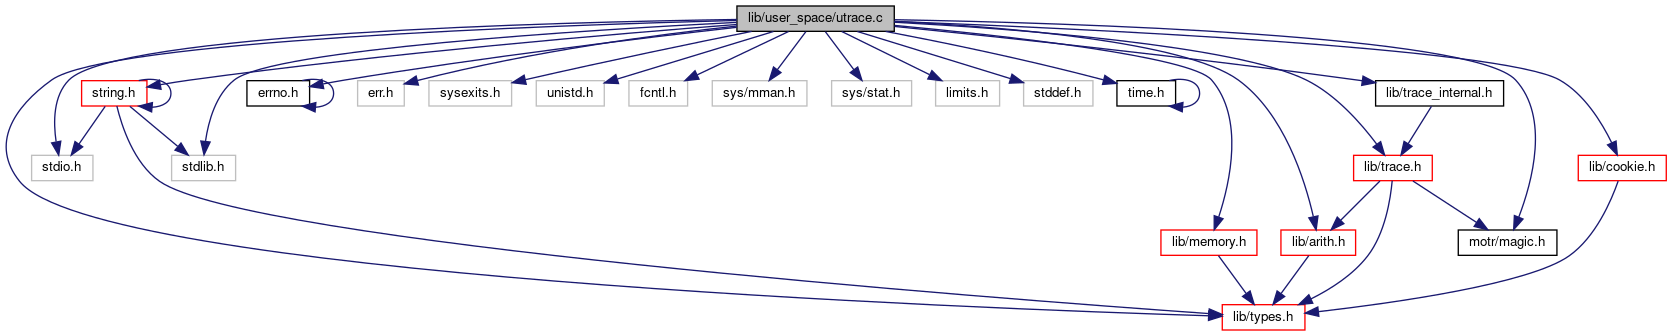 lib/user_space/utrace.c
string.h
errno.h
err.h
sysexits.h
unistd.h
fcntl.h
sys/mman.h
sys/stat.h
limits.h
stddef.h
time.h
lib/trace_internal.h
stdio.h
stdlib.h
lib/trace.h
lib/cookie.h
lib/memory.h
lib/arith.h
motr/magic.h
lib/types.h